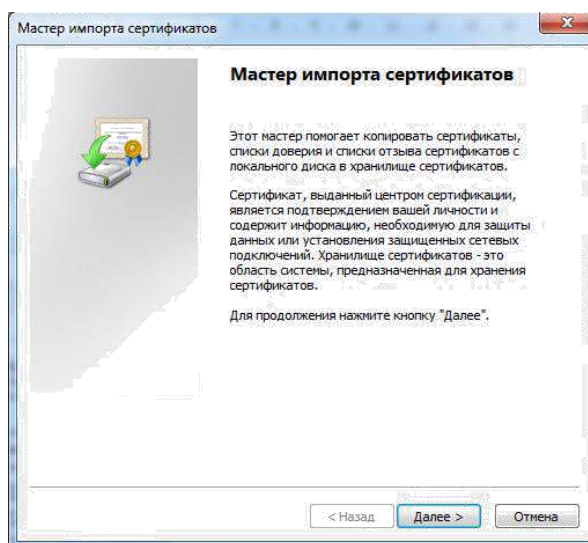 Мастер импорта сертификатов
Мастер импорта сертификатов
Этот мастер помогает копировать сертификаты,
списки доверия и списки отзыва сертификатов с
локального диска в хранилище сертификатов.
Сертификат, выданный центром сертификации,
является подтверждением вашей личности и
содержит информацию, необходимую для защиты
данных или установления защищенных сетевых
подключений. Хранилище сертификатов - это
область системы, предназначенная для хранения
сертификатов.
Для продолжения нажмите кнопку "Далее".
< Назад Далее > Отмена